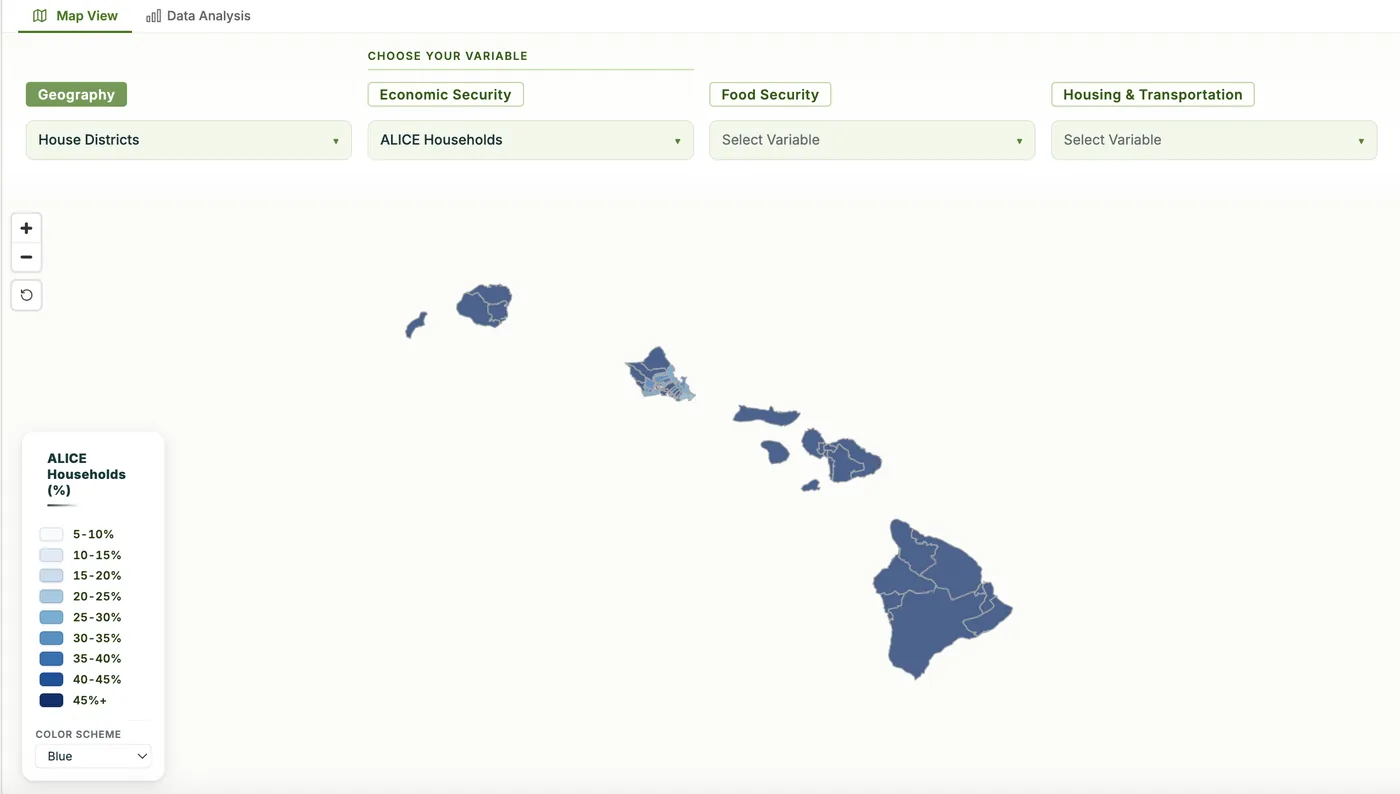 Map View
Data Analysis
CHOOSE YOUR VARIABLE
Geography
Economic Security
Food Security
Housing & Transportation
House Districts
ALICE Households
Select Variable
Select Variable
ALICE
Households
(%)
5-10%
10-15%
15-20%
20-25%
25-30%
30-35%
35-40%
40-45%
45%+
COLOR SCHEME
Blue